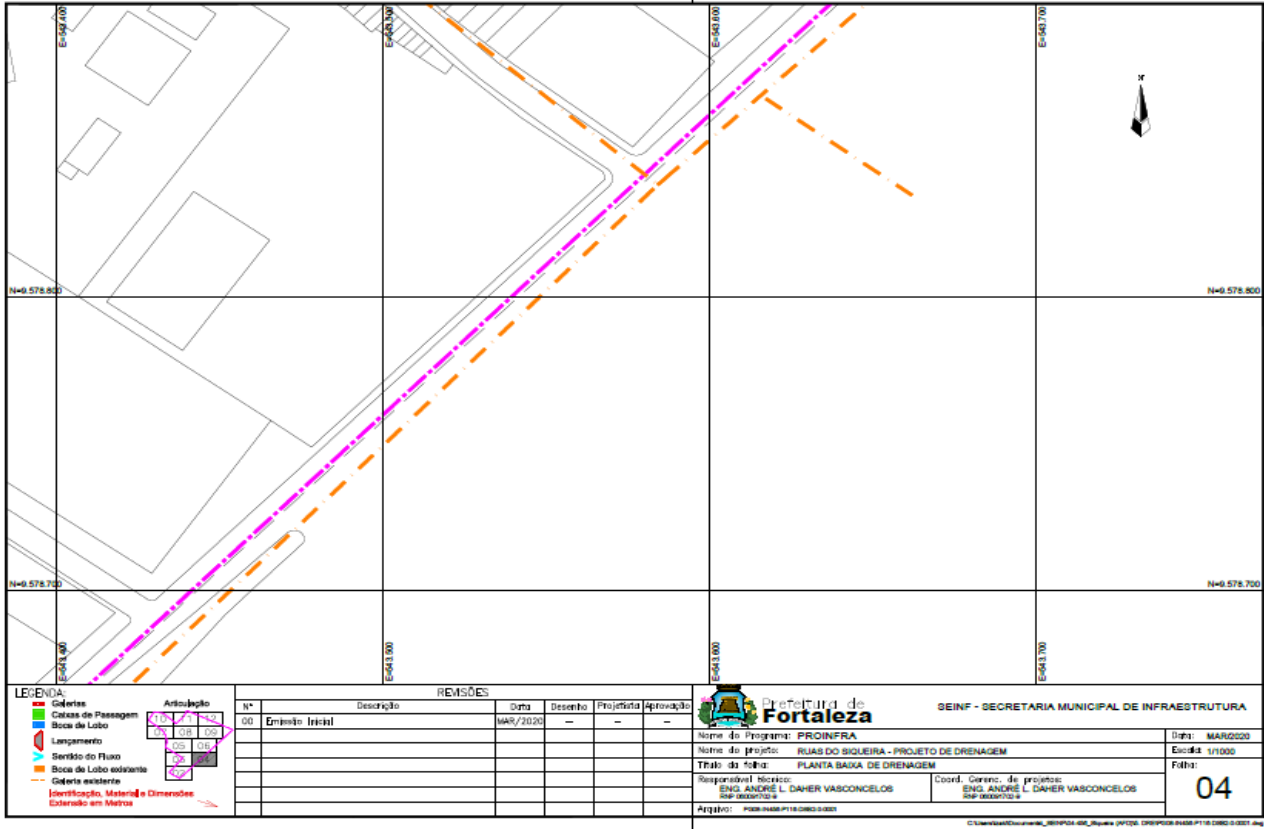 E=543.400
E=543.500
E=543.600
E=543.700
N
N=9.578.800
N=9.578.800
N=9.578.700
N=9.578.700
E=543.400
E=543.500
E=543.600
E=543.700
LEGENDA:
Galerias
Caixas de Passagem
Boca de Lobo
Lançamento
Sentido do Fluxo
Boca de Lobo existente
Galeria existente
Identificação, Material e Dimensões
Extensão em Metros
Articulação
10 11 12
07 08 09
05 06
REVISÕES
Nº Descrição Data Desenho Projetista Aprovação
00 Emissão Inicial MAR/2020 – – –
Prefeitura de
Fortaleza
SEINF - SECRETARIA MUNICIPAL DE INFRAESTRUTURA
Nome do Programa: PROINFRA
Data: MAR/2020
Nome do projeto: RUAS DO SIQUEIRA - PROJETO DE DRENAGEM
Escala: 1/1000
Título da folha: PLANTA BAIXA DE DRENAGEM
Folha:
04
Responsável técnico:
ENG. ANDRÉ L. DAHER VASCONCELOS
Coord. Gerenc. de projetos:
ENG. ANDRÉ L. DAHER VASCONCELOS
Arquivo: